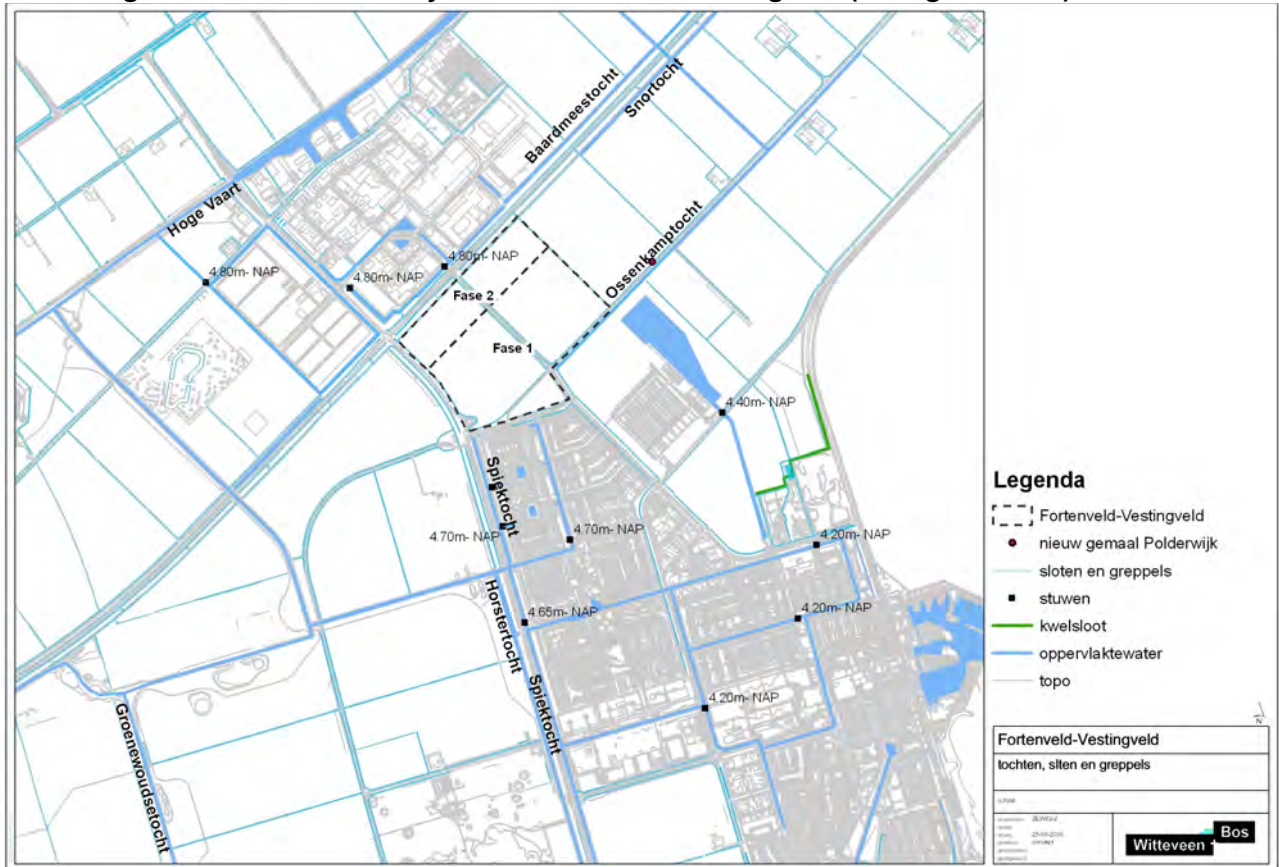 Baardmeestocht
Snortocht
Hoge Vaart
4.80m- NAP
4.80m- NAP
4.80m- NAP
Ossenkamptocht
Fase 2
Fase 1
4.40m- NAP
Spiektocht
4.70m- NAP
4.70m- NAP
4.20m- NAP
Horstertocht
4.65m- NAP
4.20m- NAP
Spiektocht
4.20m- NAP
Groenewoudsetocht
Legenda
Fortenveld-Vestingveld
nieuw gemaal Polderwijk
sloten en greppels
stuwen
kwelsloot
oppervlaktewater
topo
N
Fortenveld-Vestingveld
tochten, slten en greppels
Witteveen + Bos